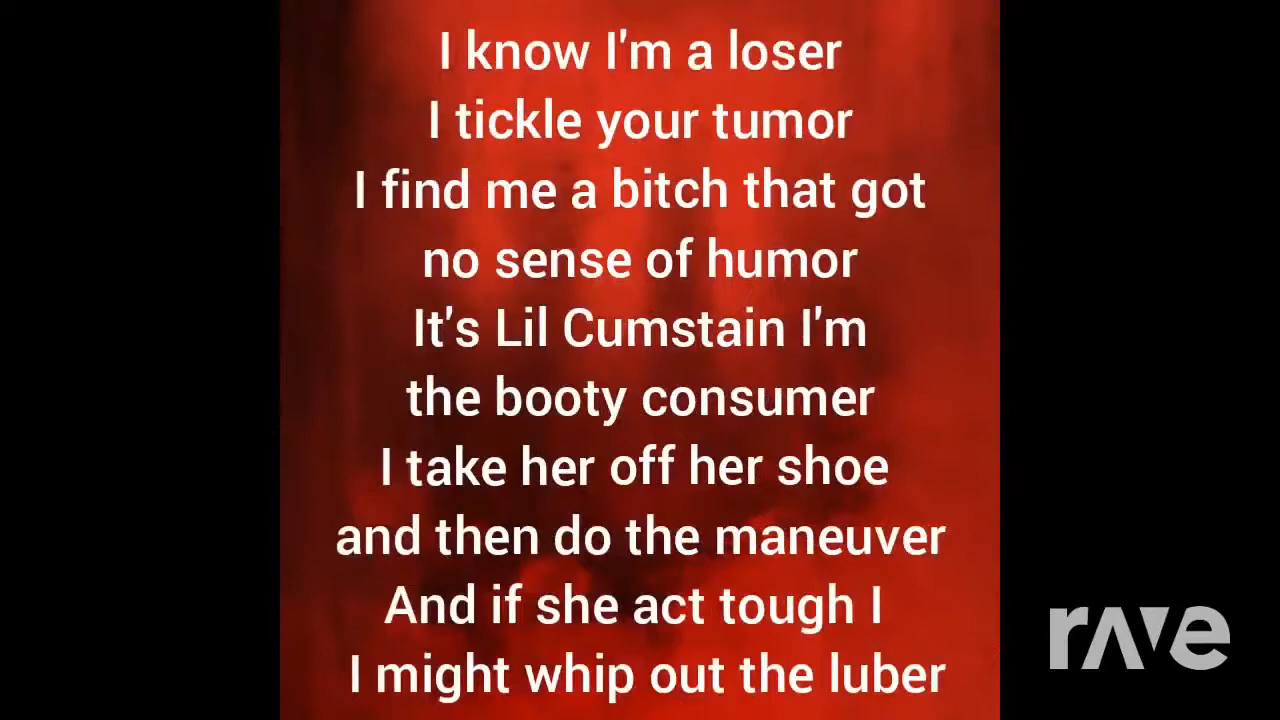 I know I'm a loser
I tickle your tumor
I find me a bitch that got
no sense of humor
It's Lil Cumstain I'm
the booty consumer
I take her off her shoe
and then do the maneuver
And if she act tough I
I might whip out the luber
rave